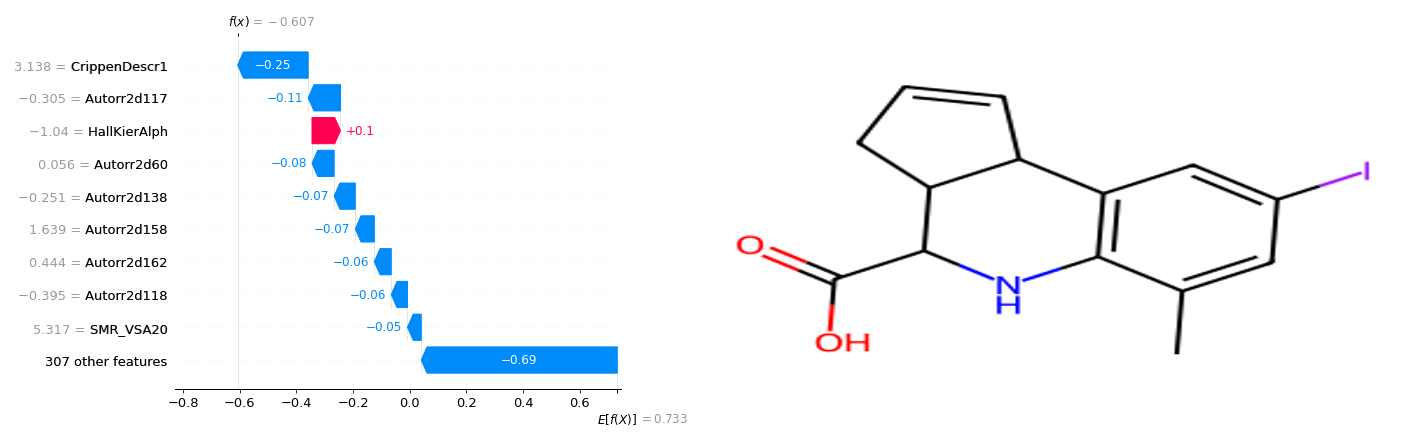 f(x) = −0.607
3.138 = CrippenDescr1
−0.25
−0.305 = Autorr2d117
−0.11
−1.04 = HallKierAlph
+0.1
0.056 = Autorr2d60
−0.08
−0.251 = Autorr2d138
−0.07
1.639 = Autorr2d158
−0.07
0.444 = Autorr2d162
−0.06
−0.395 = Autorr2d118
−0.06
5.317 = SMR_VSA20
−0.05
307 other features
−0.69
−0.8 −0.6 −0.4 −0.2 0.0 0.2 0.4 0.6
E[f(X)] = 0.733
I
O
N
H
OH